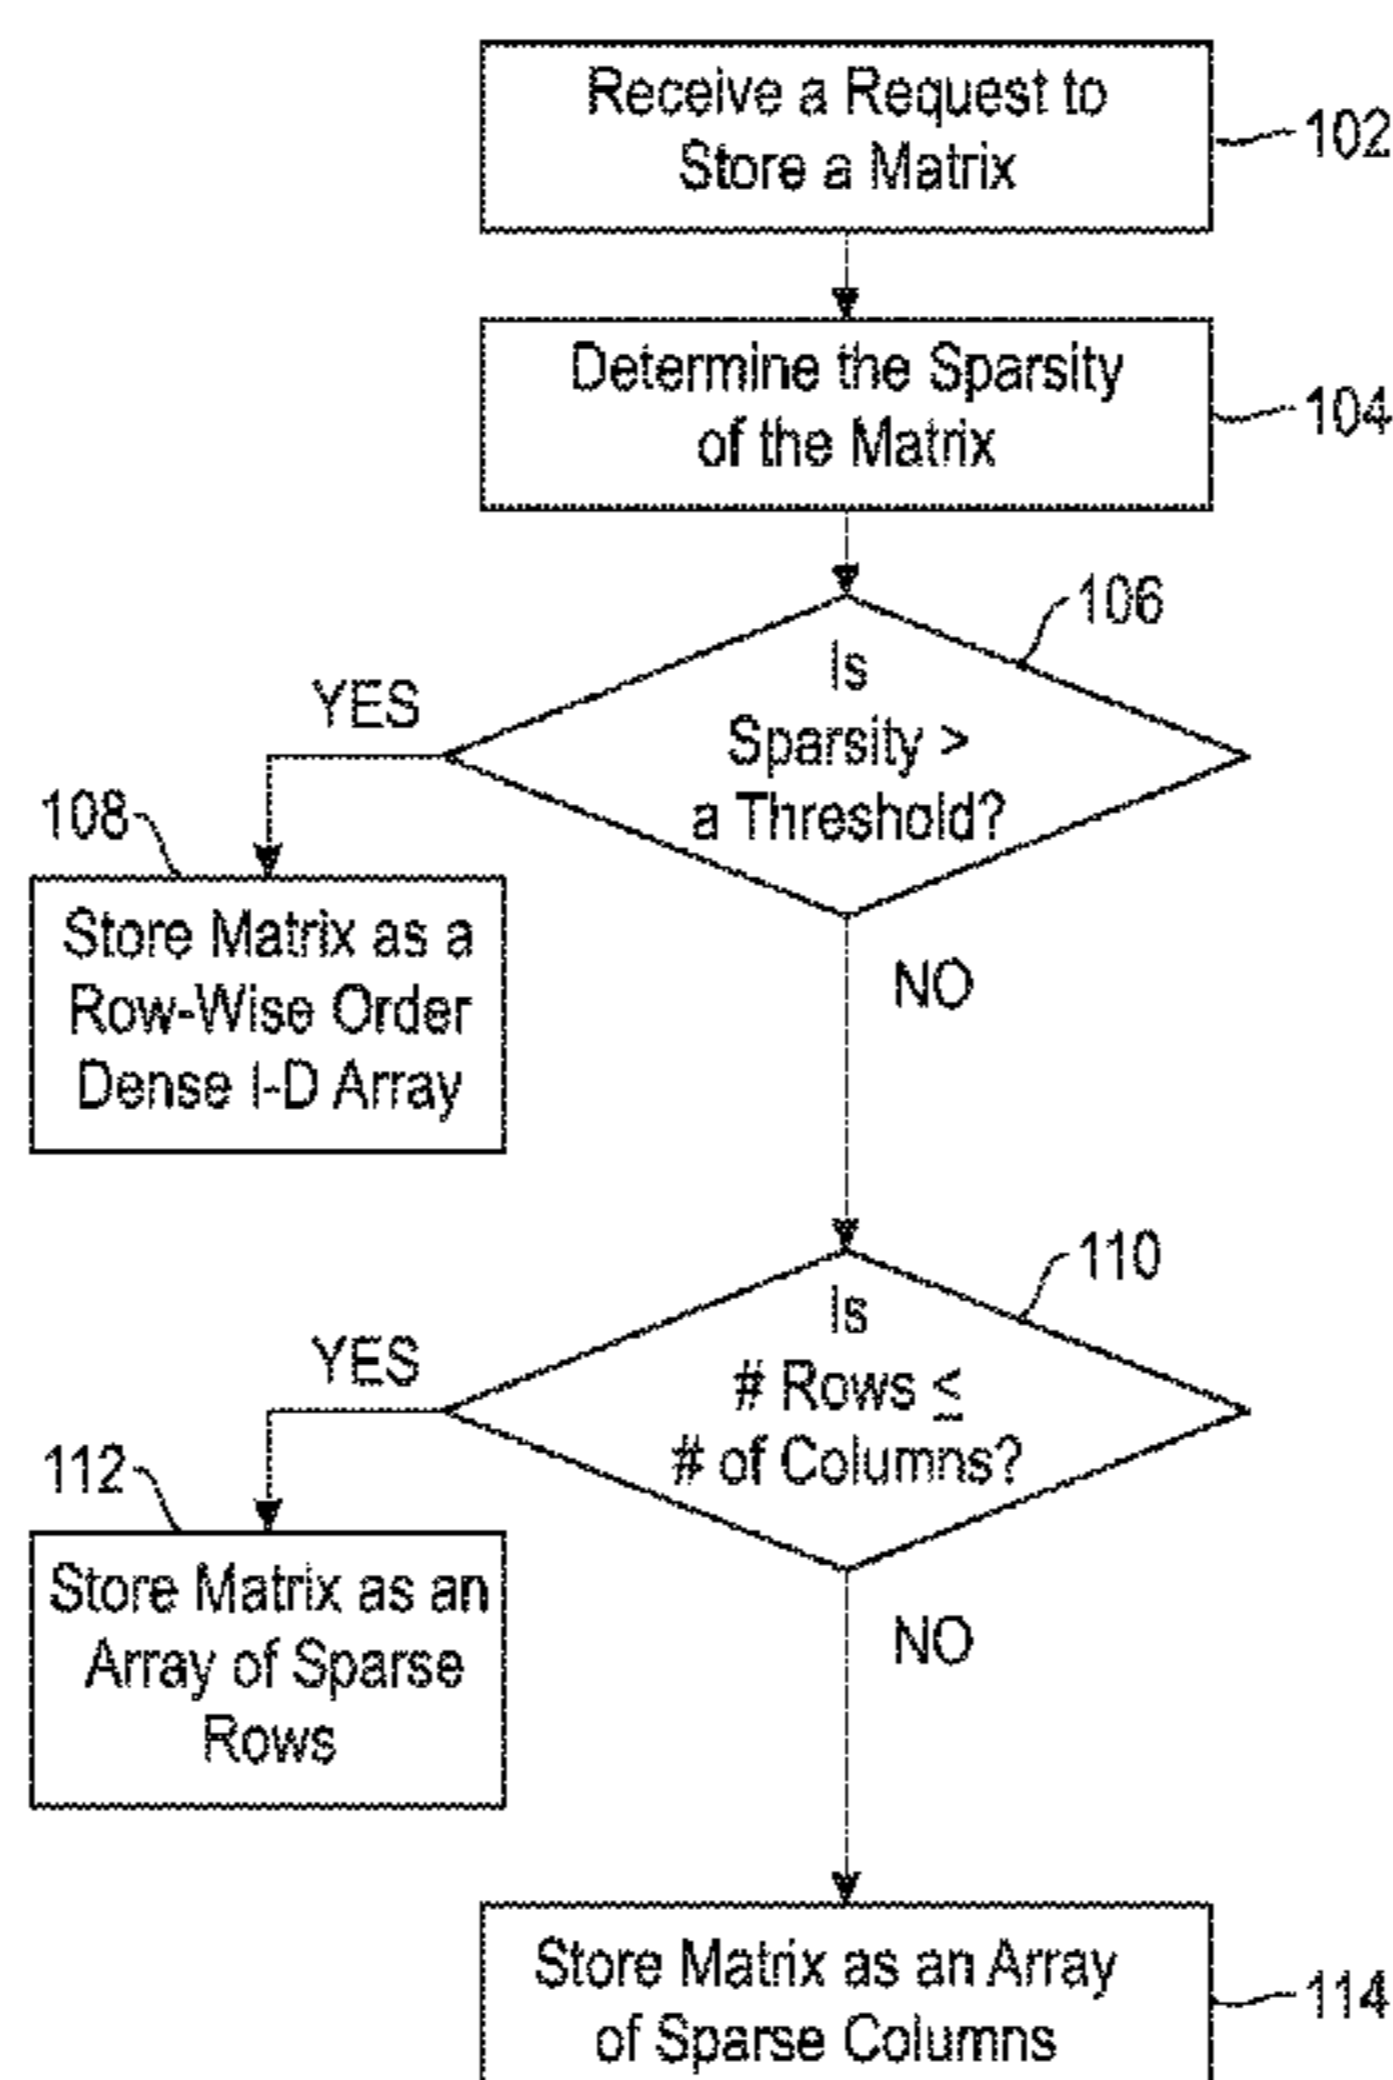 Receive a Request to
Store a Matrix
102
Determine the Sparsity
of the Matrix
104
106
Is
Sparsity >
a Threshold?
YES
108
Store Matrix as a
Row-Wise Order
Dense I-D Array
NO
110
Is
# Rows ≤
# of Columns?
YES
112
Store Matrix as an
Array of Sparse
Rows
NO
Store Matrix as an Array
of Sparse Columns
114